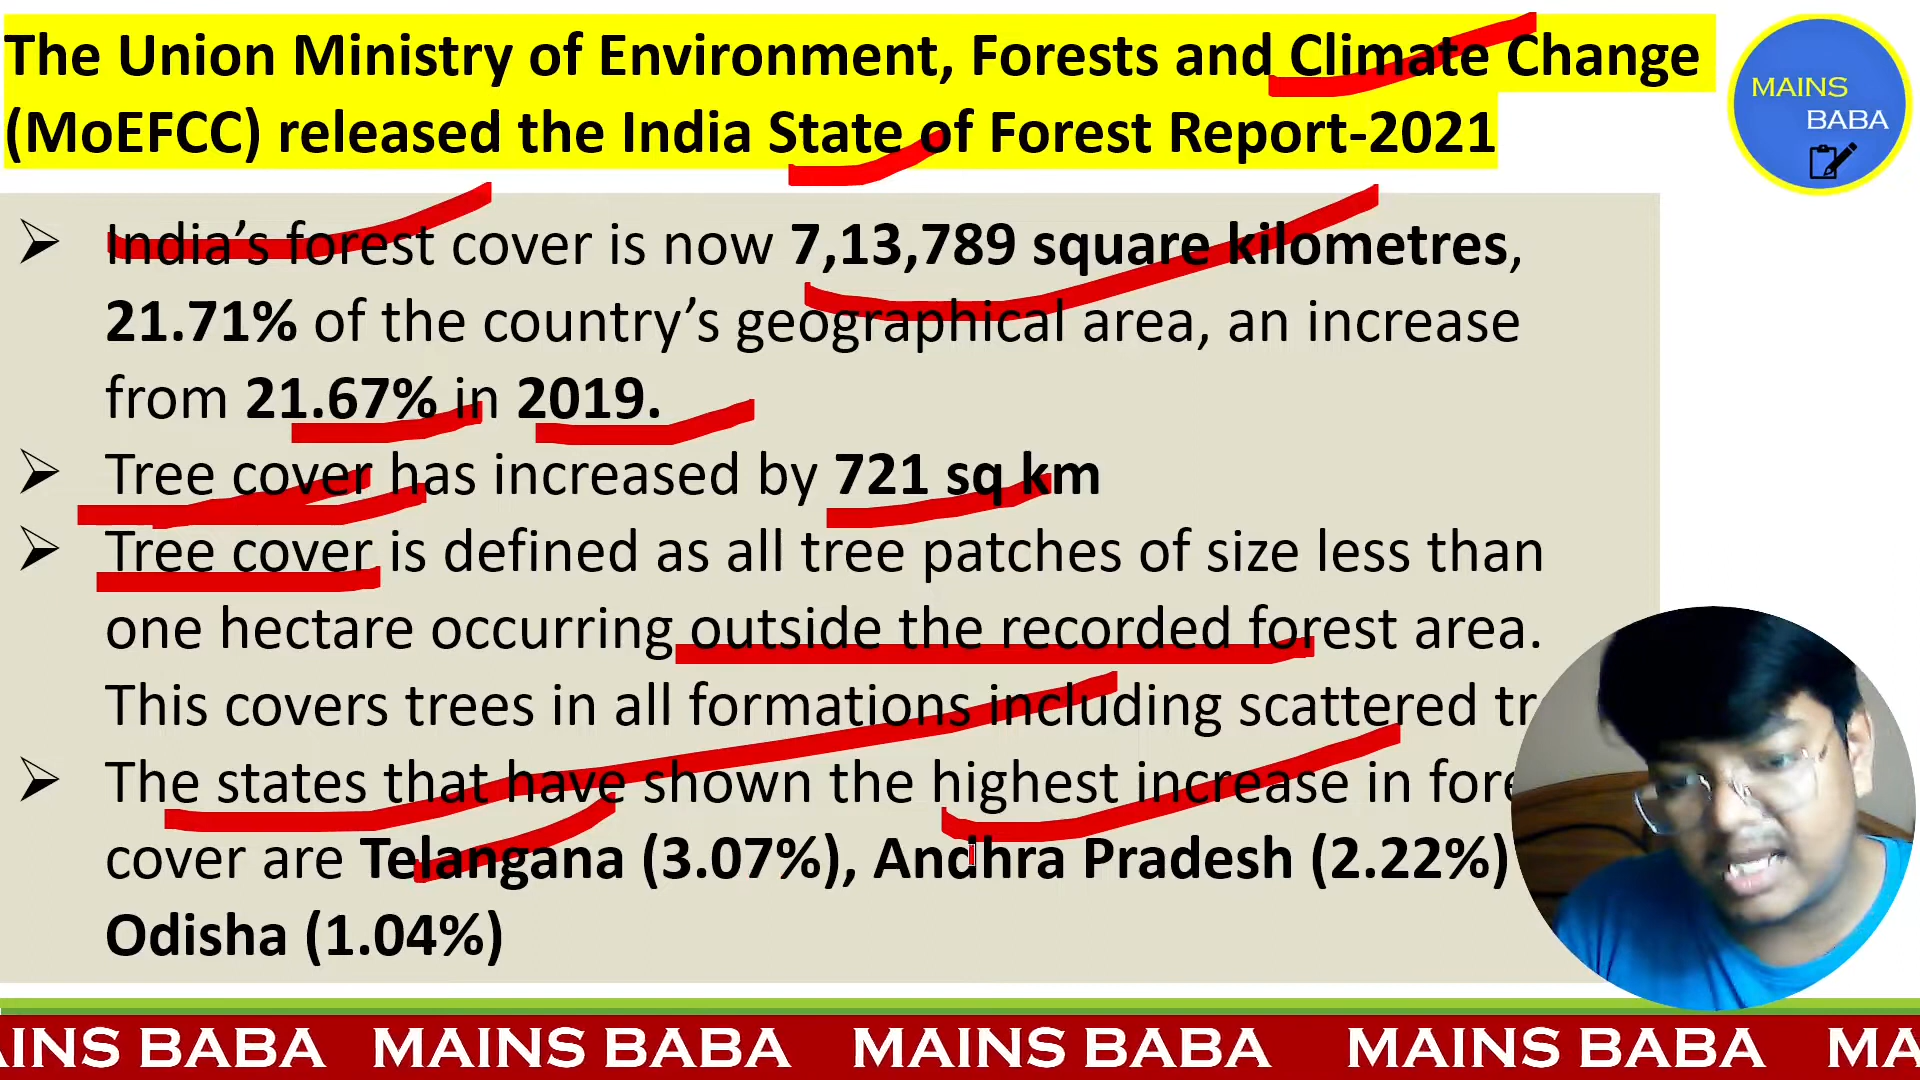 The Union Ministry of Environment, Forests and Climate Change
(MoEFCC) released the India State of Forest Report-2021
MAINS
BABA
India’s forest cover is now 7,13,789 square kilometres,
21.71% of the country’s geographical area, an increase
from 21.67% in 2019.
Tree cover has increased by 721 sq km
Tree cover is defined as all tree patches of size less than
one hectare occurring outside the recorded forest area.
This covers trees in all formations including scattered
The states that have shown the highest increase in
cover are Telangana (3.07%), Andhra Pradesh (2.22%)
Odisha (1.04%)
MAINS BABA MAINS BABA MAINS BABA